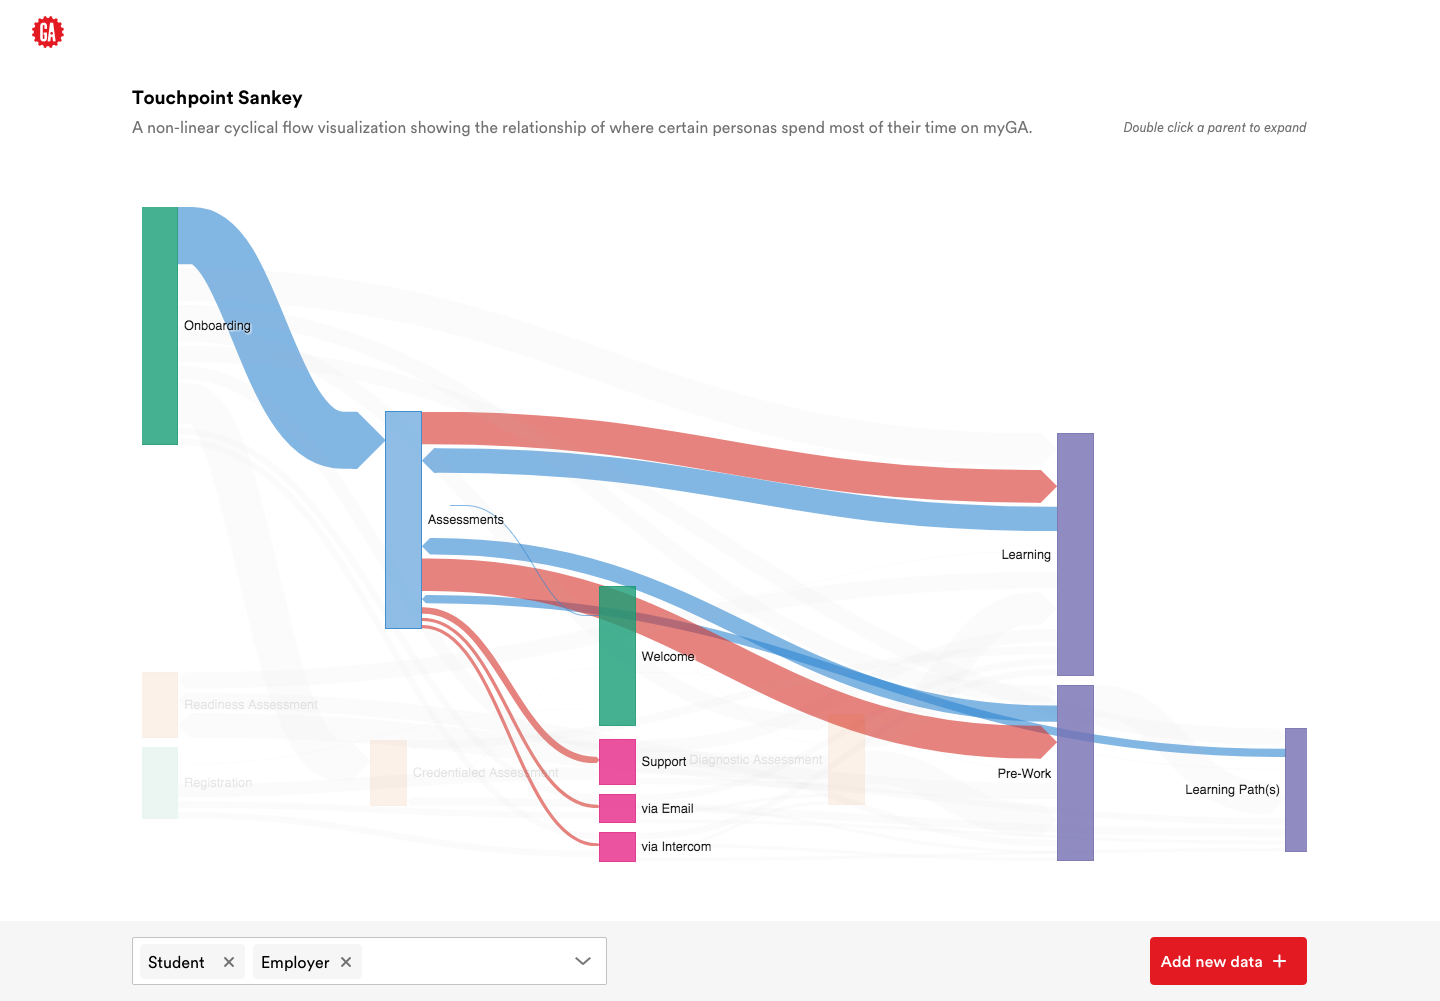 GA
Touchpoint Sankey
A non-linear cyclical flow visualization showing the relationship of where certain personas spend most of their time on myGA.
Double click a parent to expand
Onboarding
Assessments
Learning
Welcome
Readiness Assessment
Support
Diagnostic Assessment
Credentialed Assessment
Pre-Work
Registration
Learning Path(s)
via Email
via Intercom
Student
Employer
Add new data